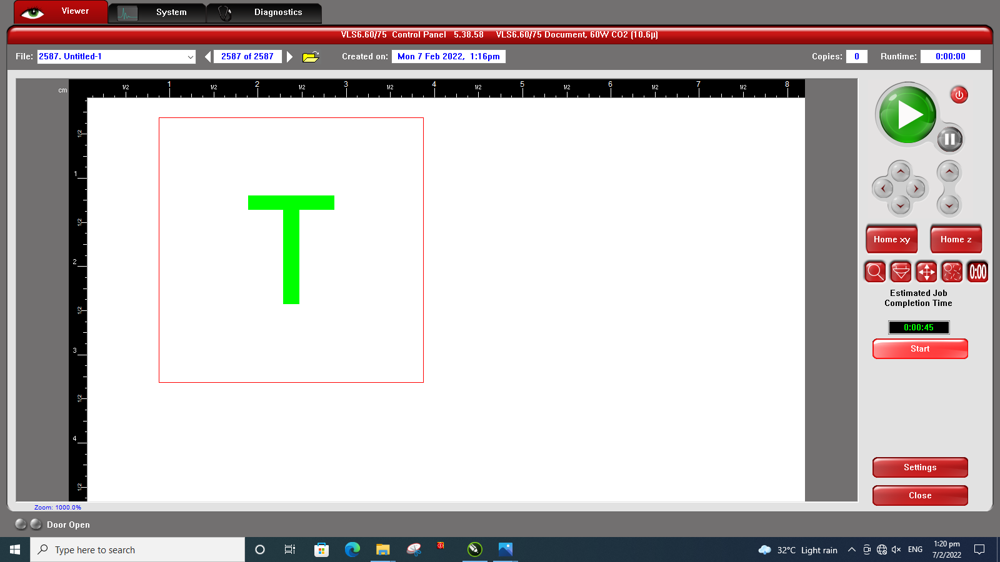 Viewer System Diagnostics
VLS6.60/75 Control Panel 5.38.58 VLS6.60/75 Document, 60W CO2 (10.6µ)
File: 2587. Untitled-1 2587 of 2587 Created on: Mon 7 Feb 2022, 1:16pm Copies: 0 Runtime: 0:00:00
cm 1/2 1 1/2 2 1/2 3 1/2 4 1/2 5 1/2 6 1/2 7 1/2 8
1/2
1
1/2
2
1/2
3
1/2
4
1/2
T
Home xy Home z
0:00
Estimated Job
Completion Time
0:00:45
Start
Settings
Close
Zoom: 1000.0%
Door Open
Type here to search
32°C Light rain ENG 1:20 pm
7/2/2022